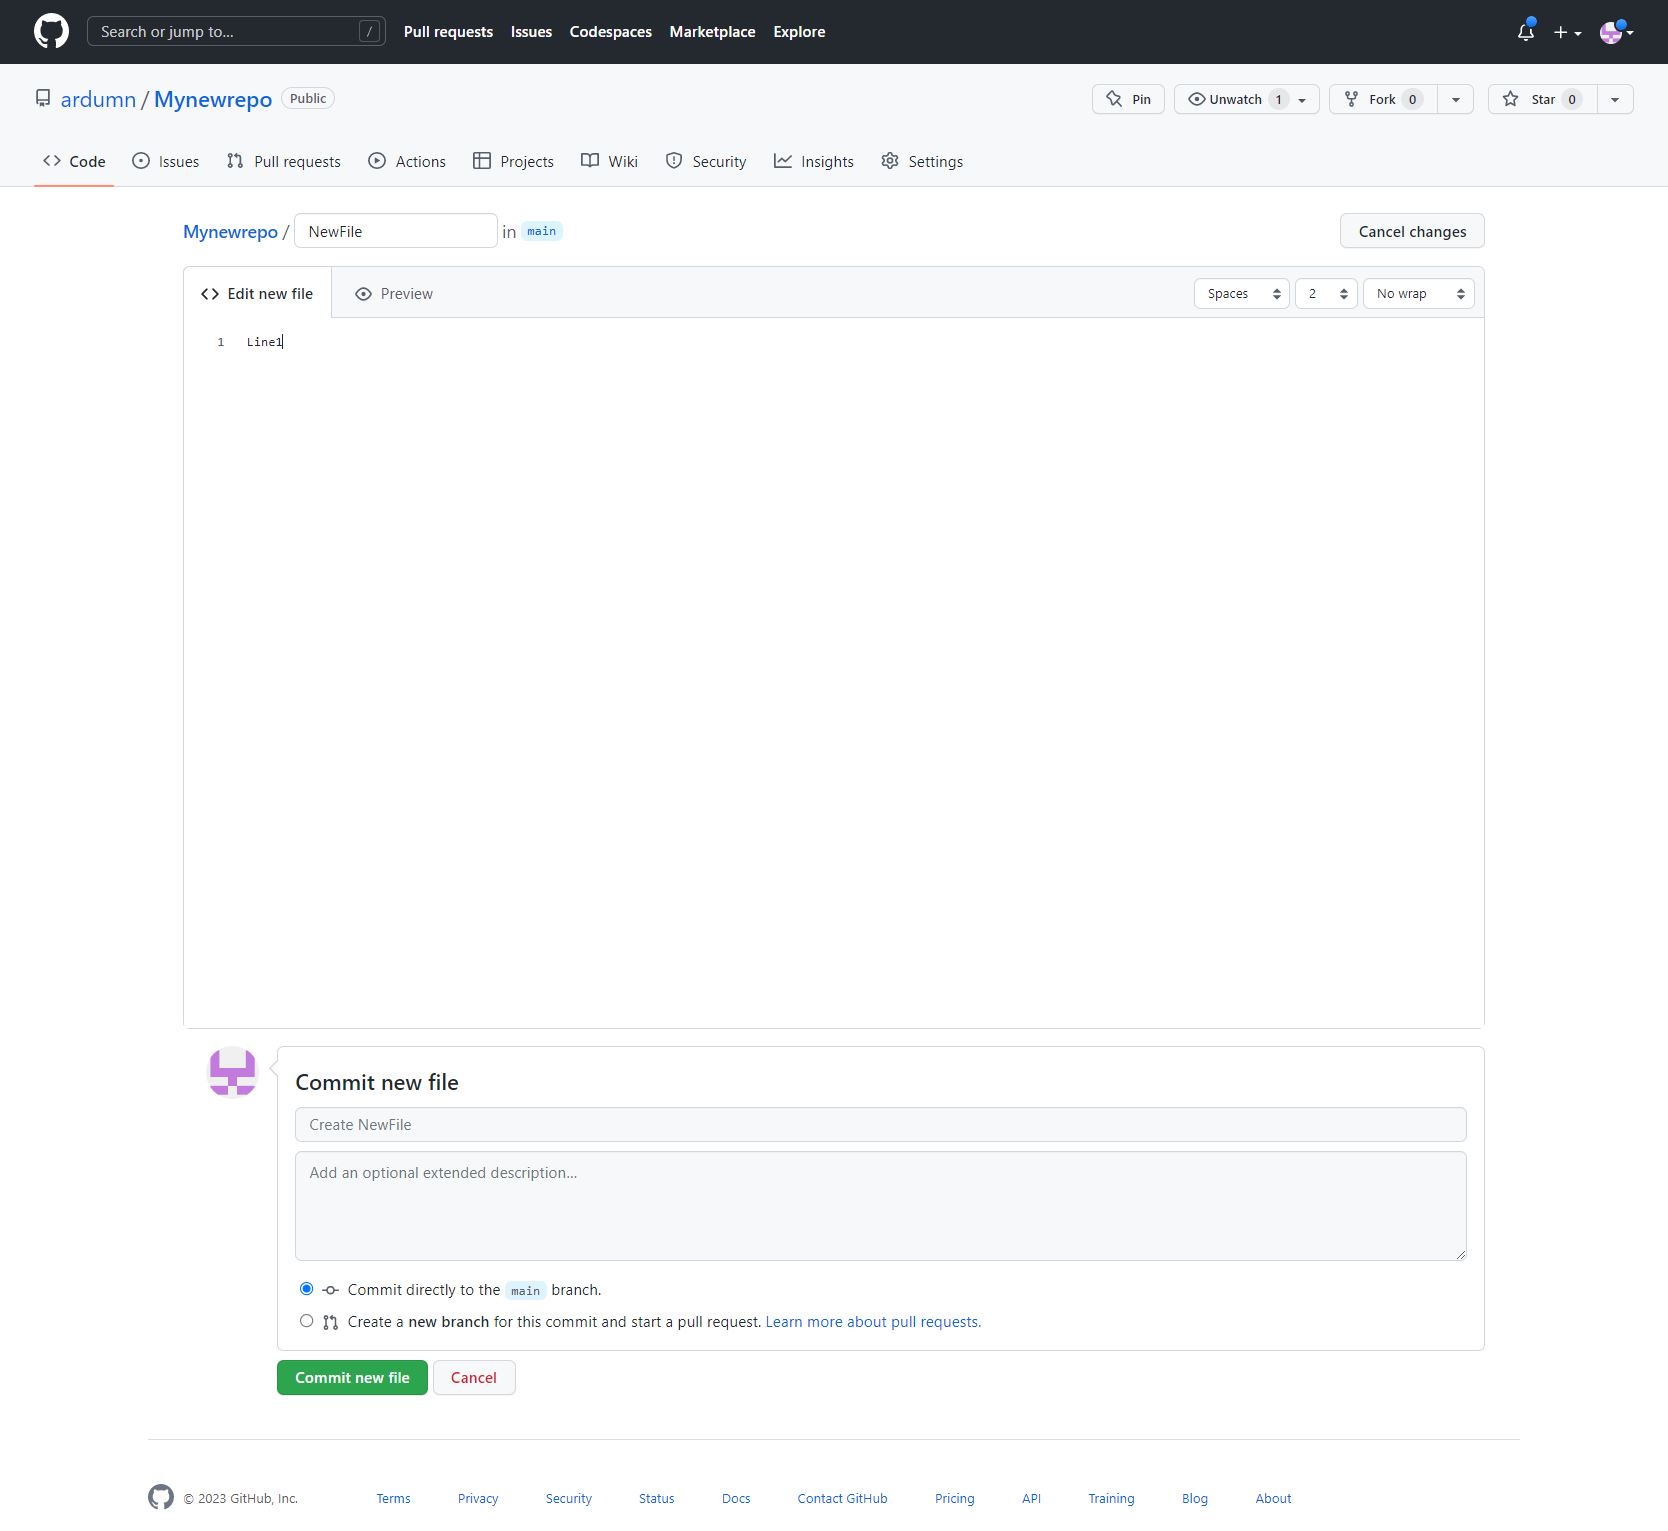 Search or jump to... / Pull requests Issues Codespaces Marketplace Explore
ardumn / Mynewrepo Public Pin Unwatch 1 Fork 0 Star 0
Code Issues Pull requests Actions Projects Wiki Security Insights Settings
Mynewrepo / NewFile in main Cancel changes
Edit new file Preview Spaces 2 No wrap
1 Line1
Commit new file
Create NewFile
Add an optional extended description...
Commit directly to the main branch.
Create a new branch for this commit and start a pull request. Learn more about pull requests.
Commit new file Cancel
© 2023 GitHub, Inc. Terms Privacy Security Status Docs Contact GitHub Pricing API Training Blog About